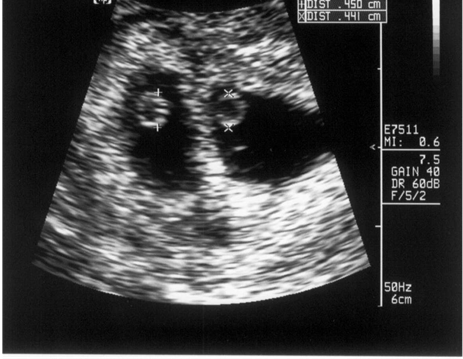 +DIST .450 cm
×DIST .441 cm
E7511
MI: 0.6
7.5
GAIN 40
DR 60dB
F/5/2
50Hz
6cm